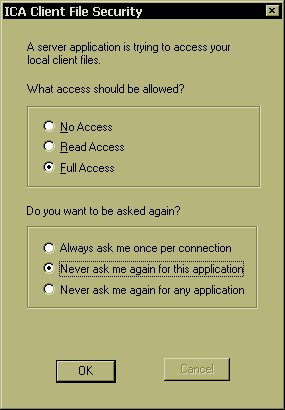 ICA Client File Security
A server application is trying to access your
local client files.
What access should be allowed?
No Access
Read Access
Full Access
Do you want to be asked again?
Always ask me once per connection
Never ask me again for this application
Never ask me again for any application
OK
Cancel